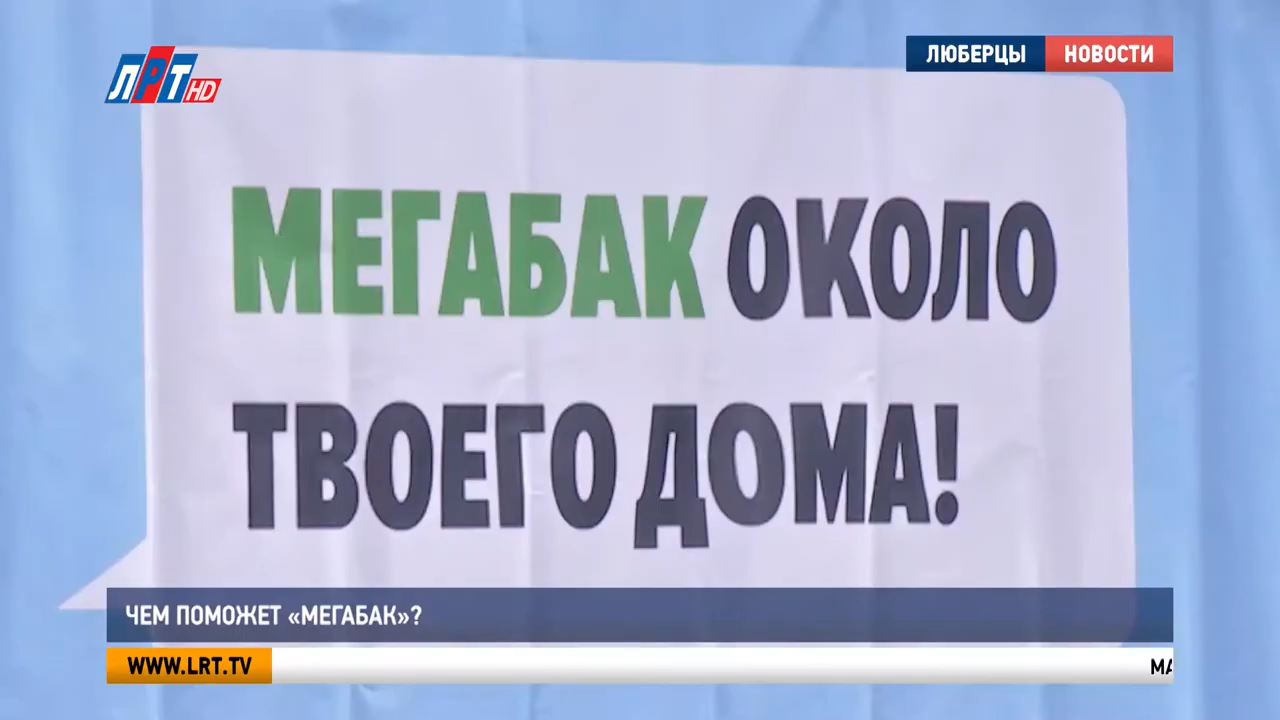 ЛРТ HD
ЛЮБЕРЦЫ НОВОСТИ
МЕГАБАК ОКОЛО
ТВОЕГО ДОМА!
ЧЕМ ПОМОЖЕТ «МЕГАБАК»?
WWW.LRT.TV